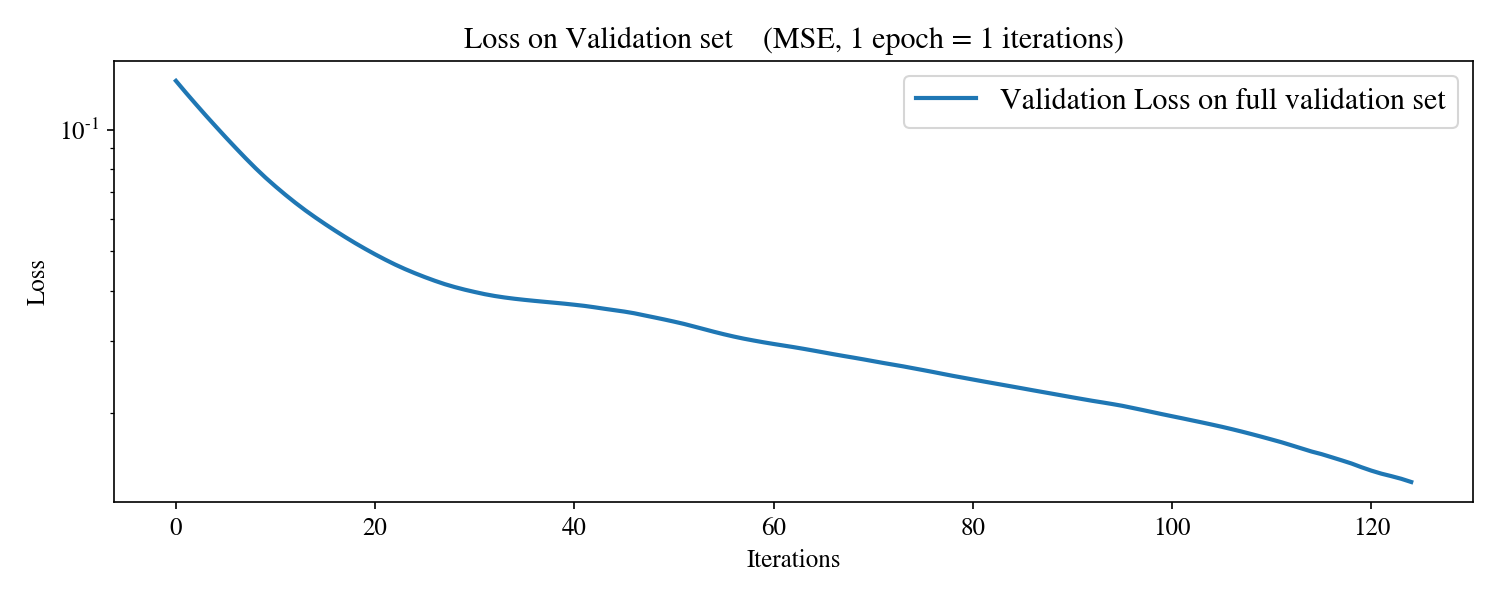 Loss on Validation set    (MSE, 1 epoch = 1 iterations)
Validation Loss on full validation set
10⁻¹
Loss
0 20 40 60 80 100 120
Iterations